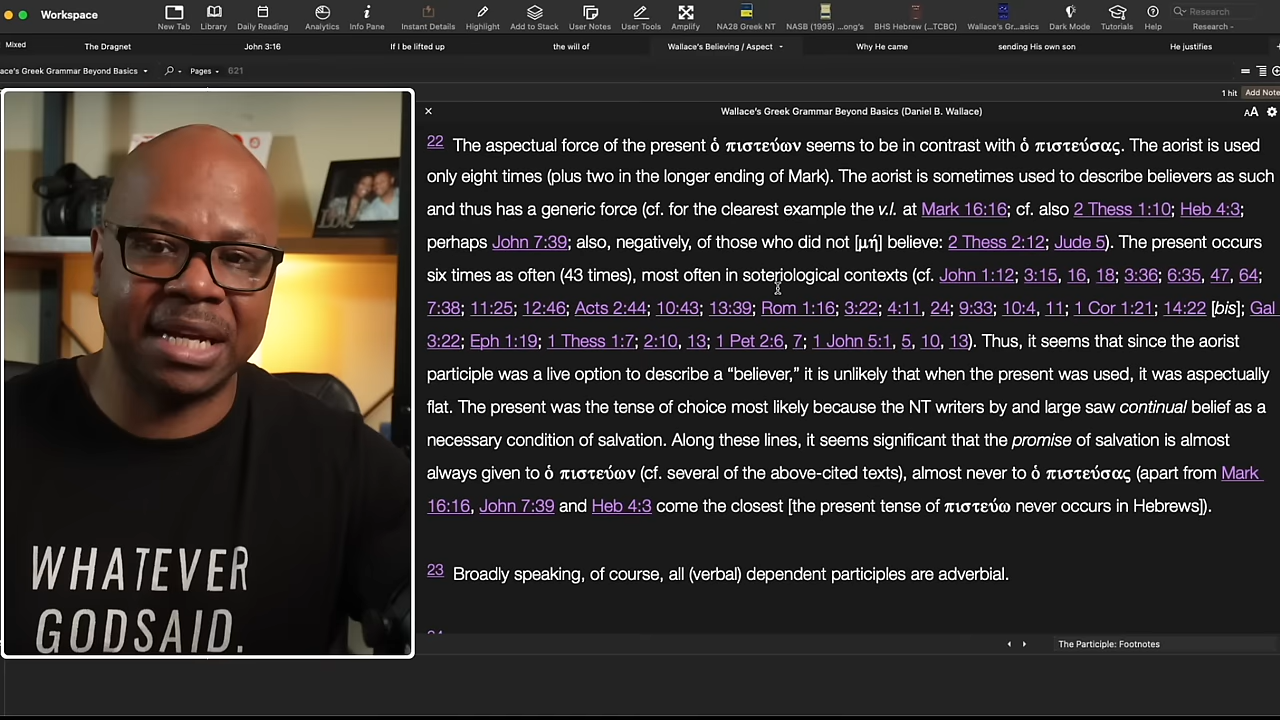 Workspace
New Tab Library Daily Reading Analytics Info Pane Instant Details Highlight Add to Stack User Notes User Tools Amplify NA28 Greek NT NASB (1995) ...ong's) BHS Hebrew (...TCBC) Wallace's Gr...asics Dark Mode Tutorials Help Research
Research
Mixed The Dragnet John 3:16 If I be lifted up the will of Wallace's Believing / Aspect Why He came sending His own son He justifies
ace's Greek Grammar Beyond Basics Pages 621
1 hit Add Note
Wallace's Greek Grammar Beyond Basics (Daniel B. Wallace) AA
22 The aspectual force of the present ὁ πιστεύων seems to be in contrast with ὁ πιστεύσας. The aorist is used
only eight times (plus two in the longer ending of Mark). The aorist is sometimes used to describe believers as such
and thus has a generic force (cf. for the clearest example the v.l. at Mark 16:16; cf. also 2 Thess 1:10; Heb 4:3;
perhaps John 7:39; also, negatively, of those who did not [μή] believe: 2 Thess 2:12; Jude 5). The present occurs
six times as often (43 times), most often in soteriological contexts (cf. John 1:12; 3:15, 16, 18; 3:36; 6:35, 47, 64;
7:38; 11:25; 12:46; Acts 2:44; 10:43; 13:39; Rom 1:16; 3:22; 4:11, 24; 9:33; 10:4, 11; 1 Cor 1:21; 14:22 [bis]; Gal
3:22; Eph 1:19; 1 Thess 1:7; 2:10, 13; 1 Pet 2:6, 7; 1 John 5:1, 5, 10, 13). Thus, it seems that since the aorist
participle was a live option to describe a “believer,” it is unlikely that when the present was used, it was aspectually
flat. The present was the tense of choice most likely because the NT writers by and large saw continual belief as a
necessary condition of salvation. Along these lines, it seems significant that the promise of salvation is almost
always given to ὁ πιστεύων (cf. several of the above-cited texts), almost never to ὁ πιστεύσας (apart from Mark
16:16, John 7:39 and Heb 4:3 come the closest [the present tense of πιστεύω never occurs in Hebrews]).
23 Broadly speaking, of course, all (verbal) dependent participles are adverbial.
The Participle: Footnotes
WHATEVER
GODSAID.